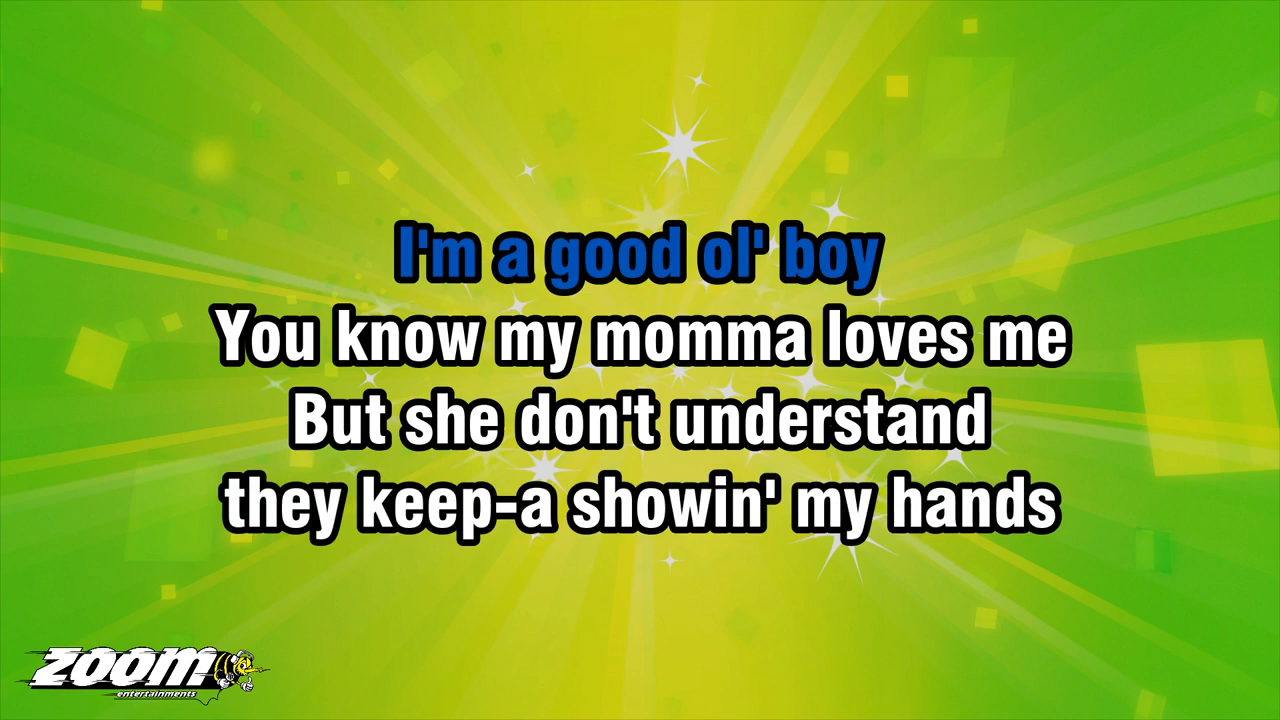 I'm a good ol' boy
You know my momma loves me
But she don't understand
they keep-a showin' my hands
ZOOM
entertainments